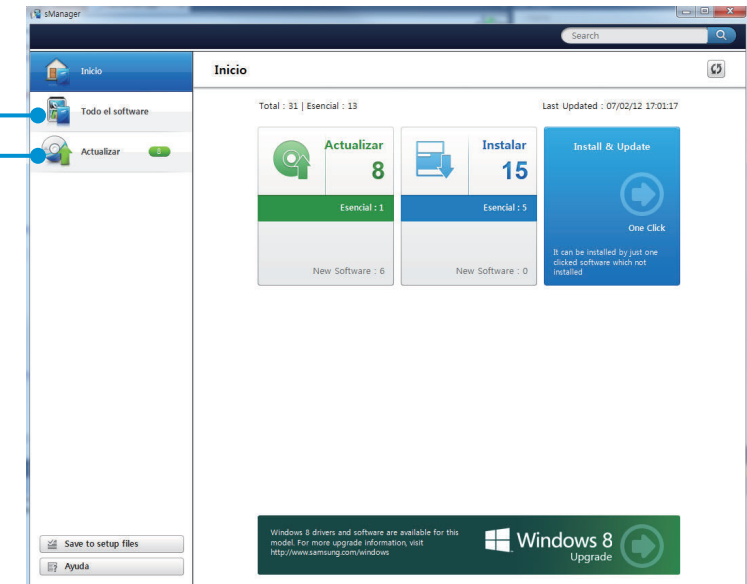 sManager
Search
Inicio
Inicio
Todo el software
Actualizar 8
Total : 31 | Esencial : 13
Last Updated : 07/02/12 17:01:17
Actualizar
8
Esencial : 1
New Software : 6
Instalar
15
Esencial : 5
New Software : 0
Install & Update
One Click
It can be installed by just one
clicked software which not
installed
Windows 8 drivers and software are available for this
model. For more upgrade information, visit
http://www.samsung.com/windows
Windows 8
Upgrade
Save to setup files
Ayuda